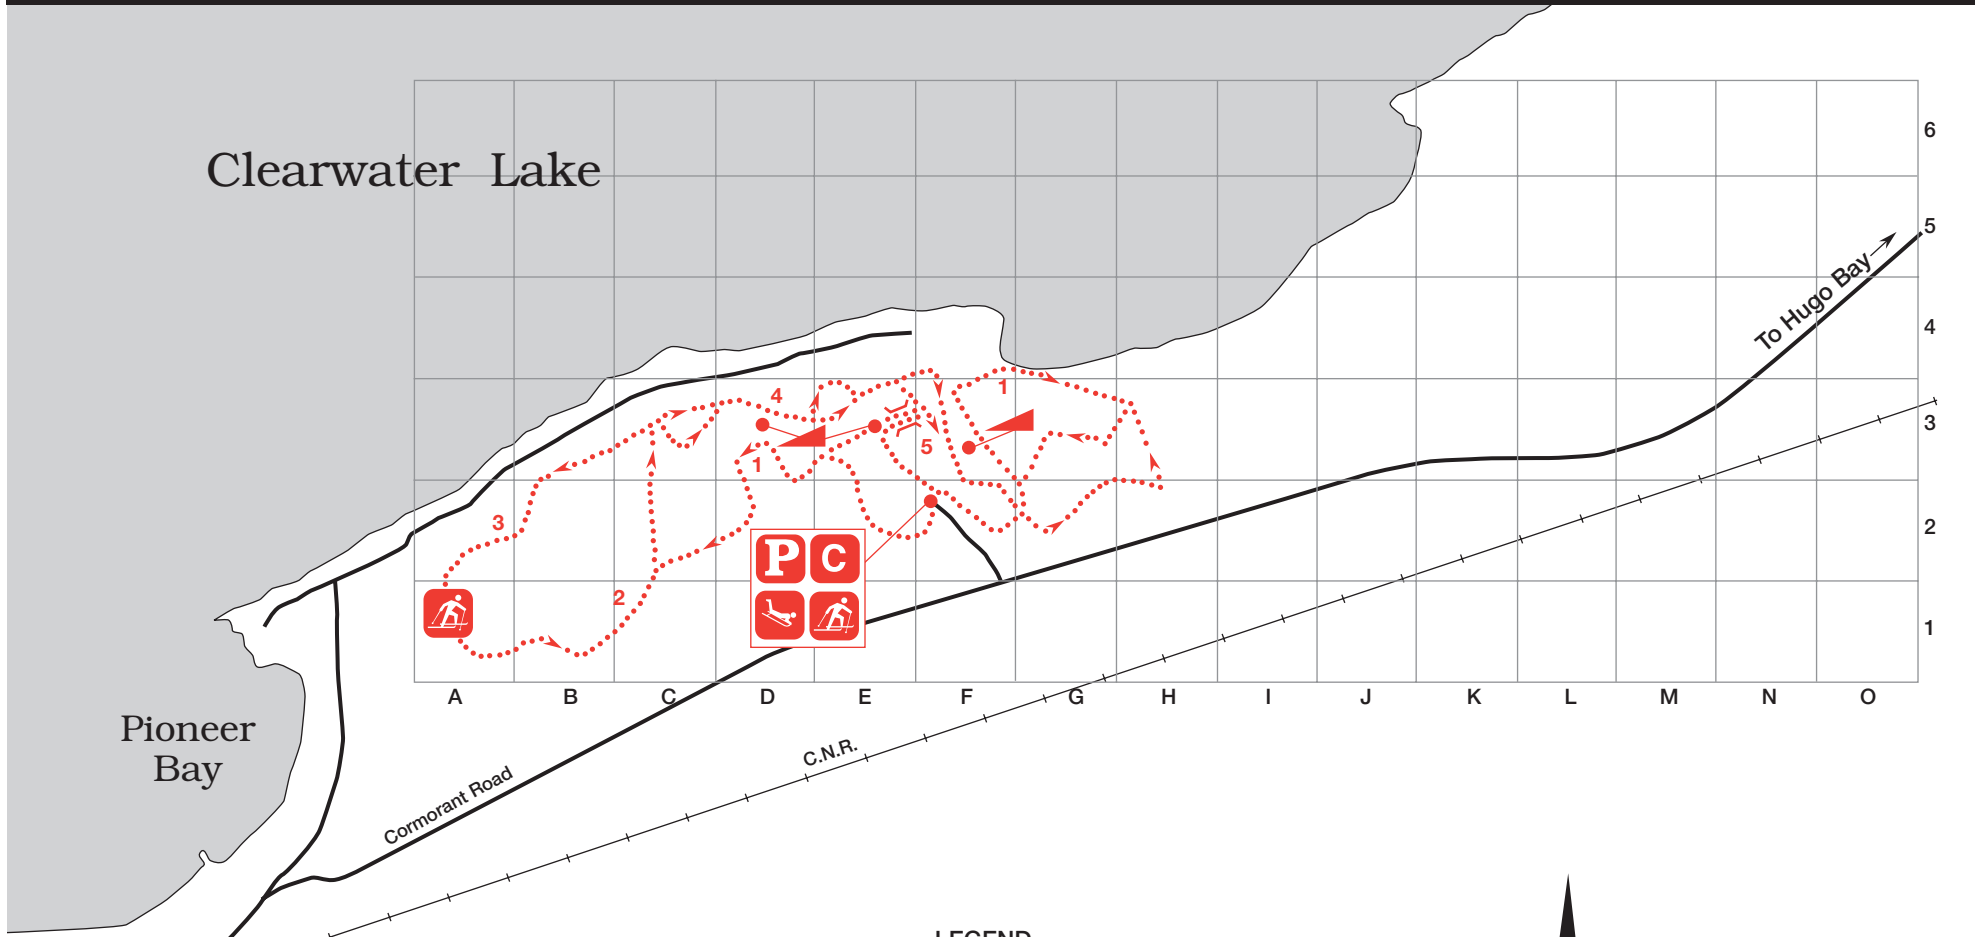 Clearwater Lake
6
5
To Hugo Bay
4
1
4
3
5
1
3
2
P C
2
1
A B C D E F G H I J K L M N O
Pioneer
Bay
C.N.R.
Cormorant Road
LEGEND